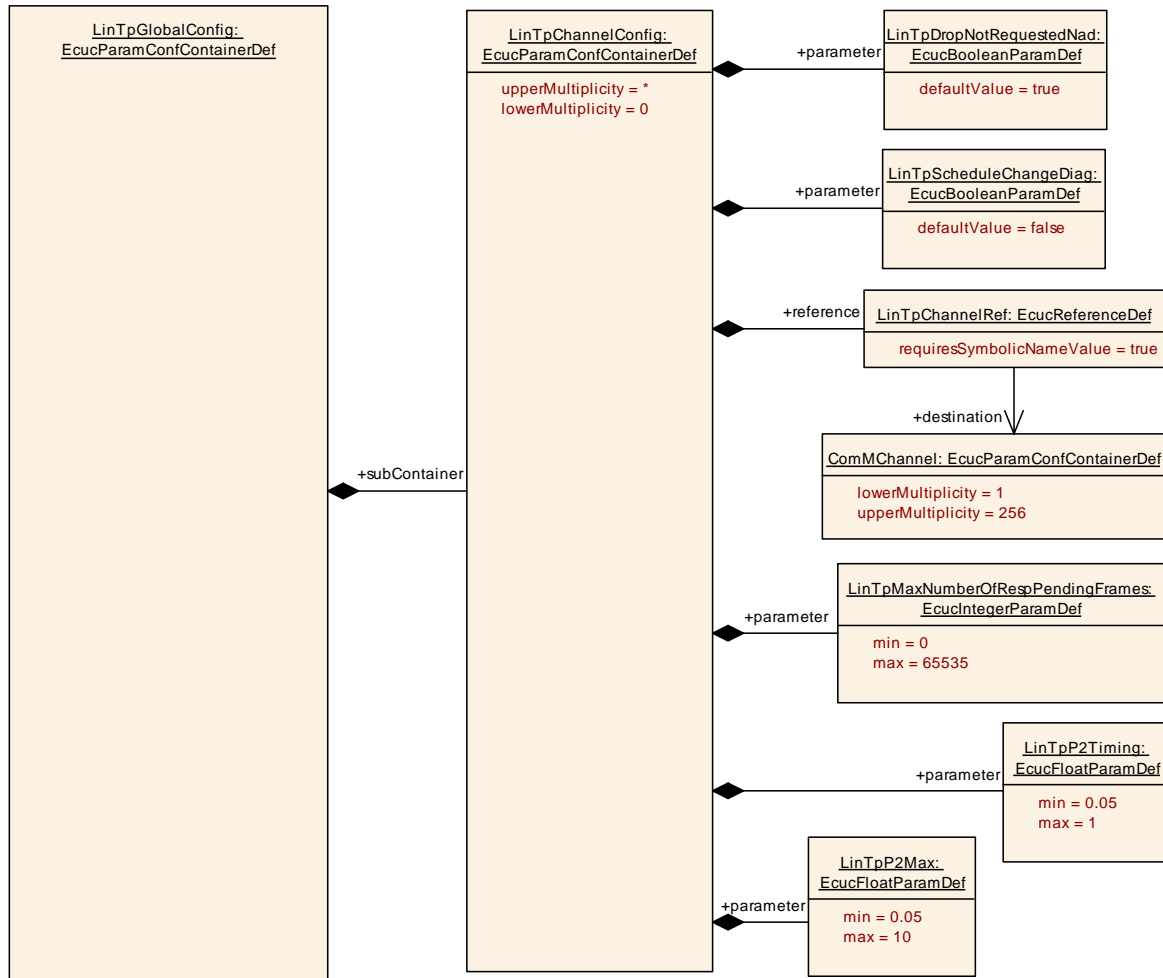 LinTpGlobalConfig:
EcucParamConfContainerDef
LinTpChannelConfig:
EcucParamConfContainerDef
upperMultiplicity = *
lowerMultiplicity = 0
+subContainer
+parameter
LinTpDropNotRequestedNad:
EcucBooleanParamDef
defaultValue = true
+parameter
LinTpScheduleChangeDiag:
EcucBooleanParamDef
defaultValue = false
+reference
LinTpChannelRef: EcucReferenceDef
requiresSymbolicNameValue = true
+destination
ComMChannel: EcucParamConfContainerDef
lowerMultiplicity = 1
upperMultiplicity = 256
+parameter
LinTpMaxNumberOfRespPendingFrames:
EcucIntegerParamDef
min = 0
max = 65535
+parameter
LinTpP2Timing:
EcucFloatParamDef
min = 0.05
max = 1
+parameter
LinTpP2Max:
EcucFloatParamDef
min = 0.05
max = 10